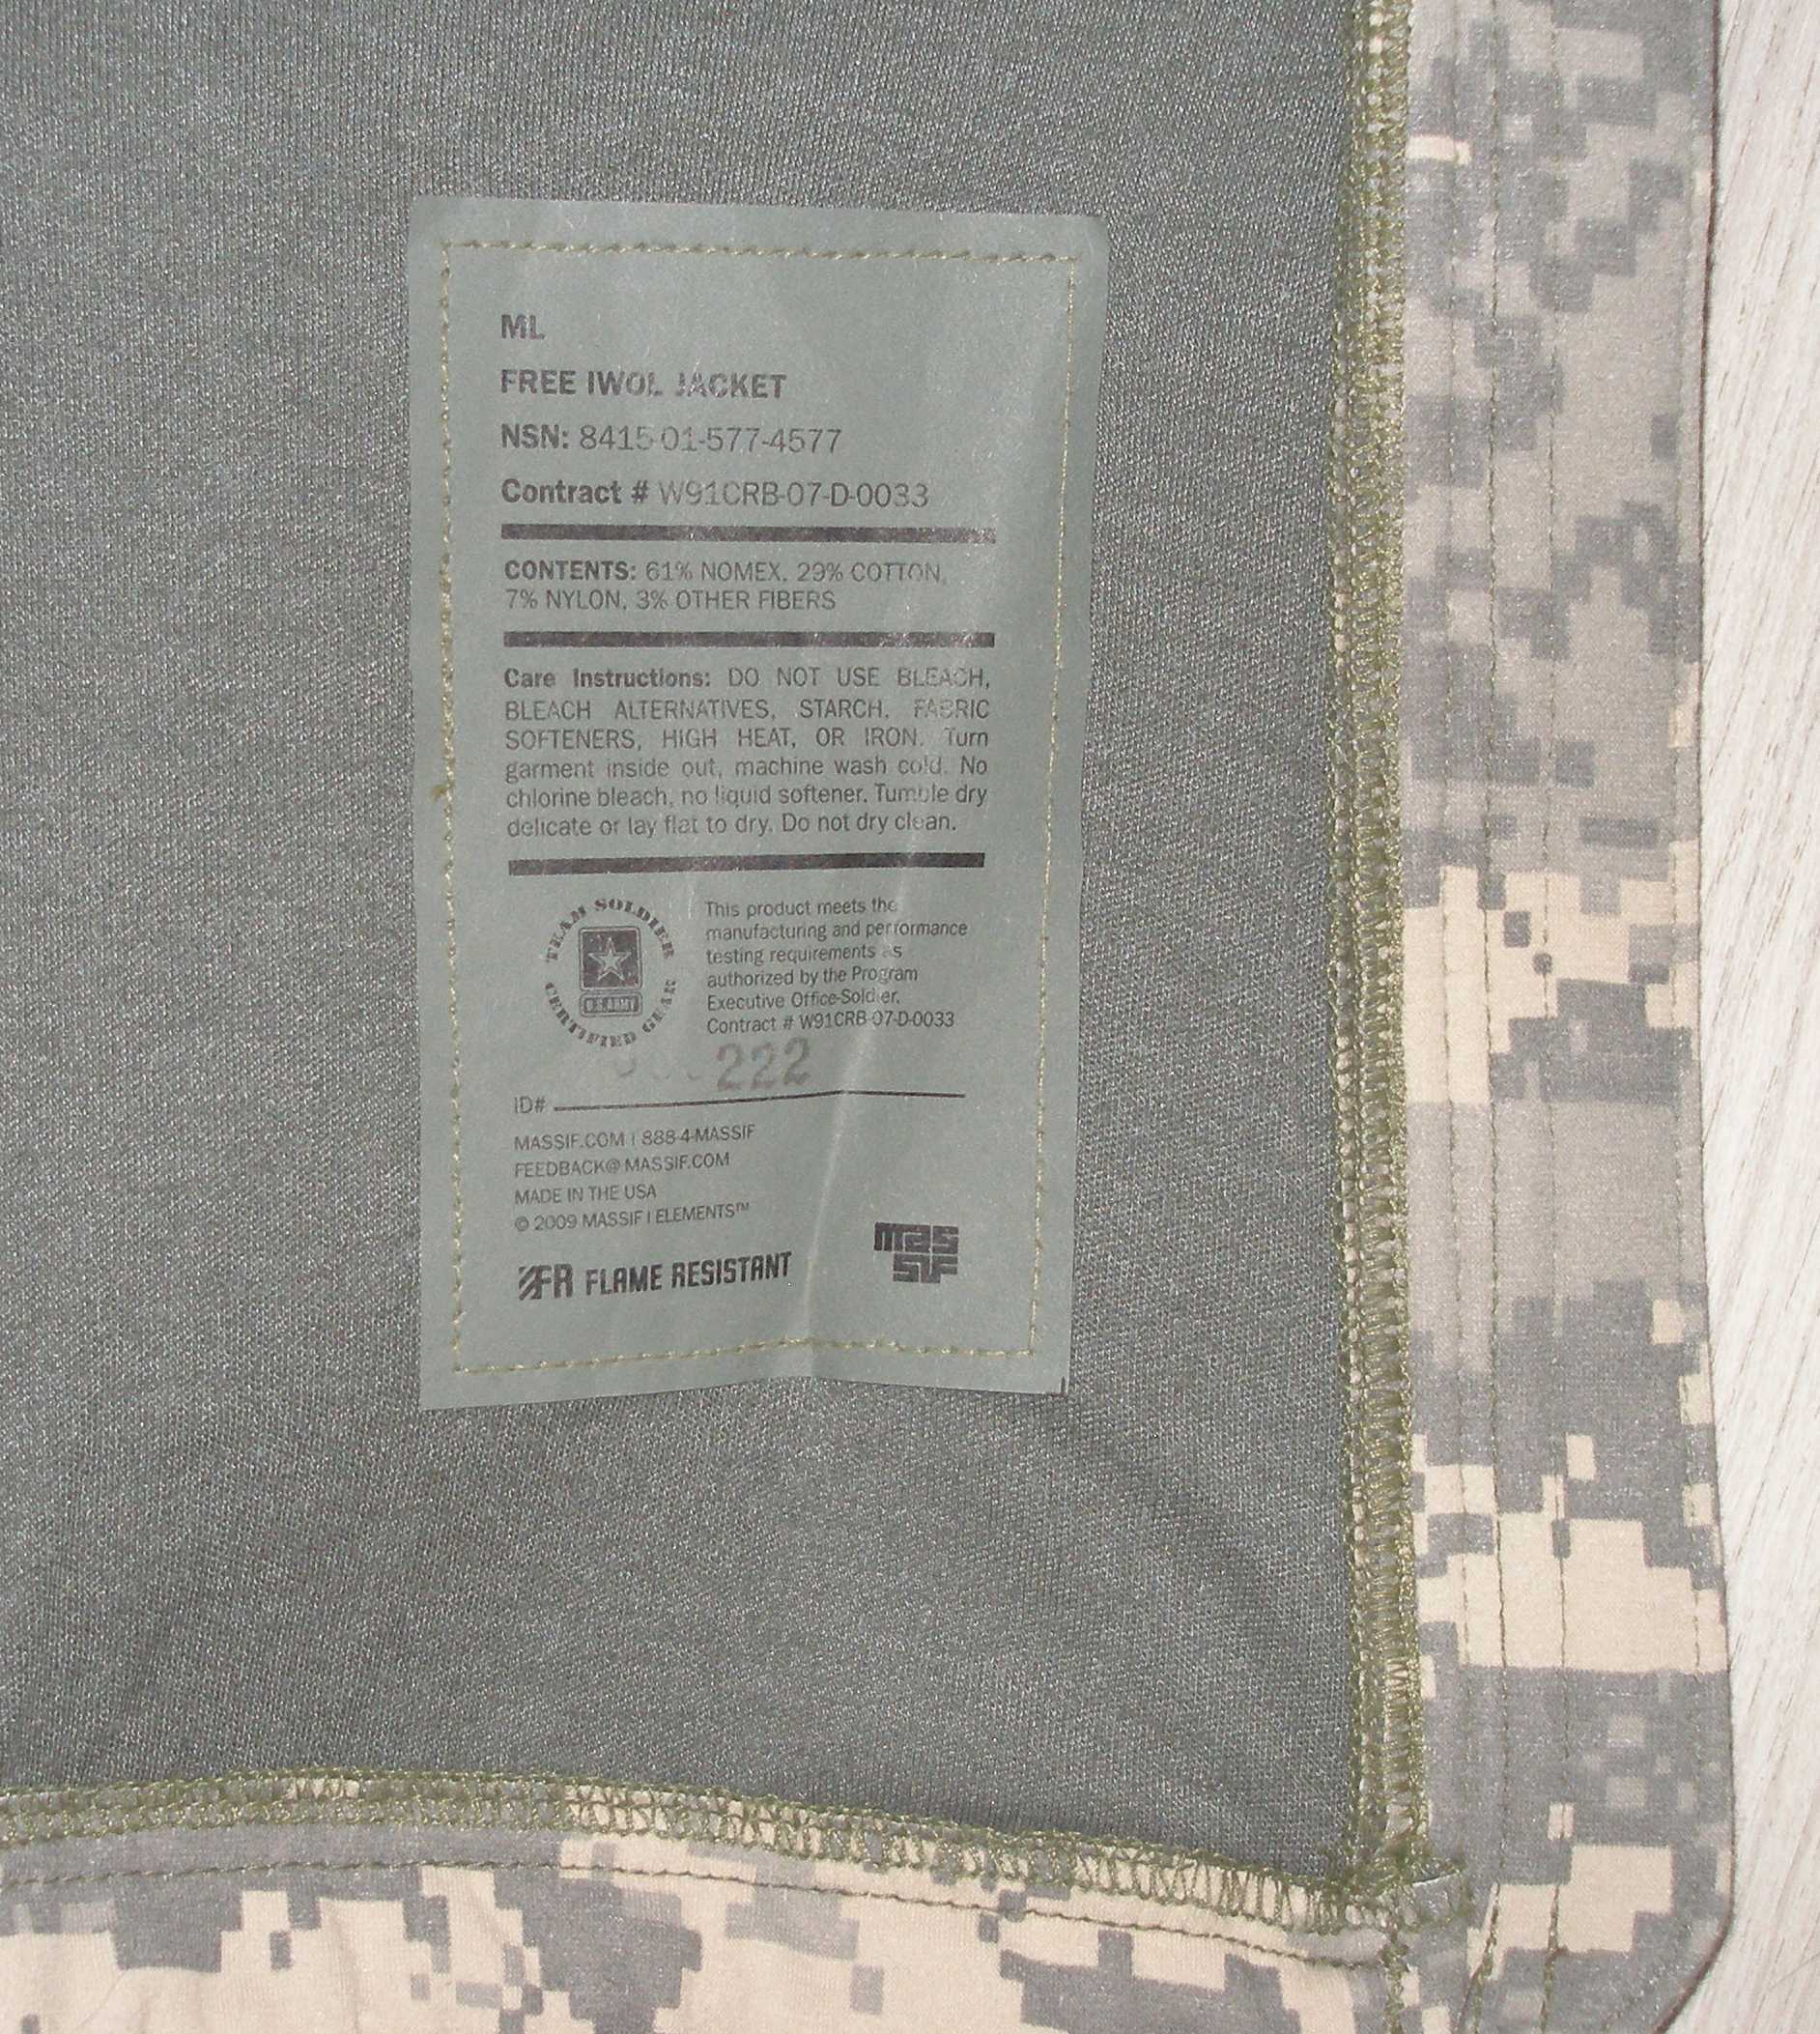 ML
FREE IWOL JACKET
NSN: 8415-01-577-4577
Contract # W91CRB-07-D-0033
CONTENTS: 61% NOMEX, 29% COTTON,
7% NYLON, 3% OTHER FIBERS
Care Instructions: DO NOT USE BLEACH,
BLEACH ALTERNATIVES, STARCH, FABRIC
SOFTENERS, HIGH HEAT, OR IRON. Turn
garment inside out, machine wash cold. No
chlorine bleach, no liquid softener. Tumble dry
delicate or lay flat to dry. Do not dry clean.
TEAM SOLDIER
U.S.ARMY
CERTIFIED GEAR
This product meets the
manufacturing and performance
testing requirements as
authorized by the Program
Executive Office-Soldier.
Contract # W91CRB-07-D-0033
222
ID#
MASSIF.COM | 888-4-MASSIF
FEEDBACK@MASSIF.COM
MADE IN THE USA
© 2009 MASSIF | ELEMENTS™
FR FLAME RESISTANT
mas
sif